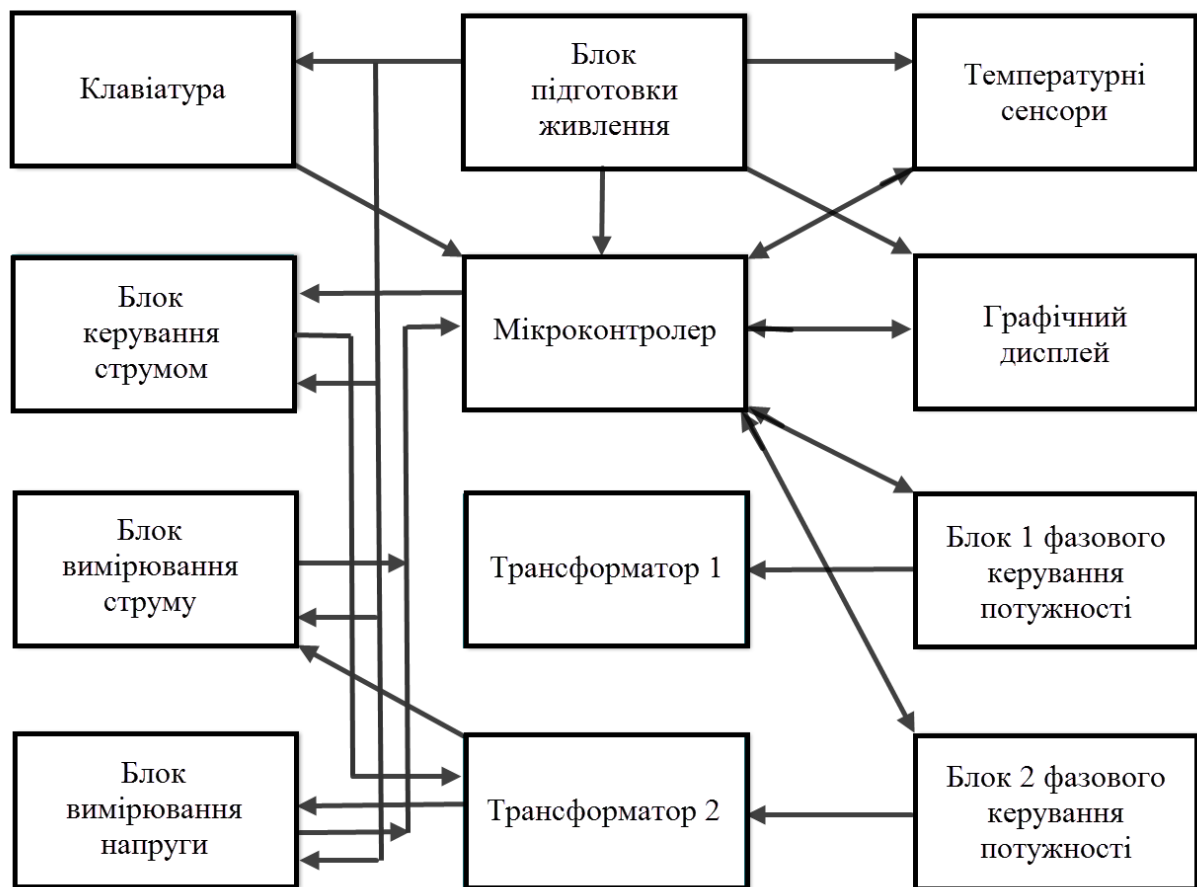 Клавіатура
Блок
підготовки
живлення
Температурні
сенсори
Блок
керування
струмом
Мікроконтролер
Графічний
дисплей
Блок
вимірювання
струму
Трансформатор 1
Блок 1 фазового
керування
потужності
Блок
вимірювання
напруги
Трансформатор 2
Блок 2 фазового
керування
потужності